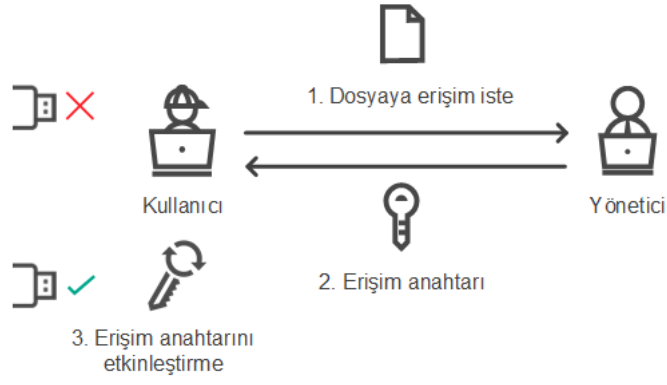 1. Dosyaya erişim iste
Kullanıcı
Yönetici
2. Erişim anahtarı
3. Erişim anahtarını
etkinleştirme